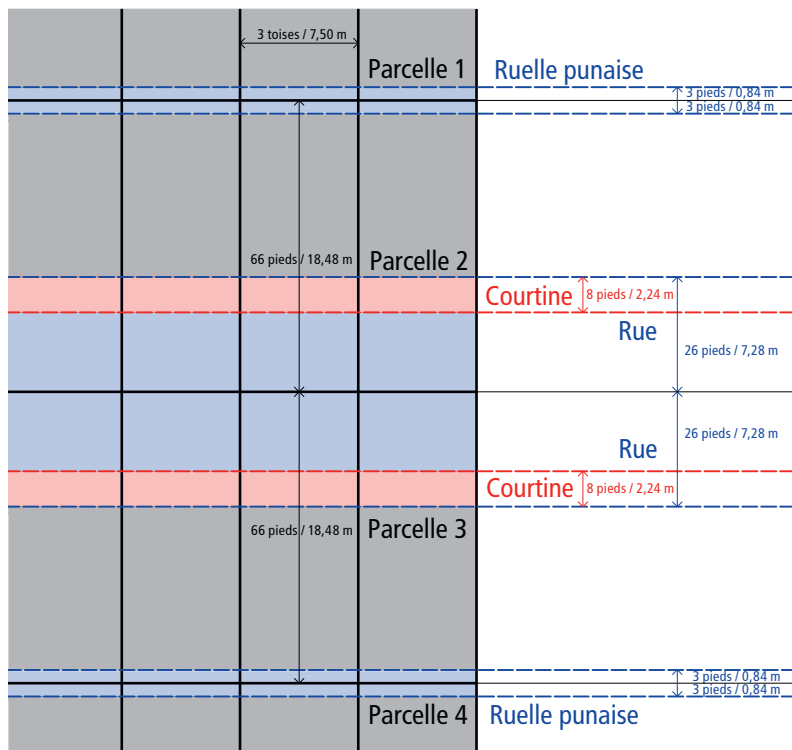 3 toises / 7,50 m
Parcelle 1
Ruelle punaise
3 pieds / 0,84 m
3 pieds / 0,84 m
66 pieds / 18,48 m
Parcelle 2
Courtine
8 pieds / 2,24 m
Rue
26 pieds / 7,28 m
26 pieds / 7,28 m
Rue
Courtine
8 pieds / 2,24 m
66 pieds / 18,48 m
Parcelle 3
3 pieds / 0,84 m
3 pieds / 0,84 m
Parcelle 4
Ruelle punaise